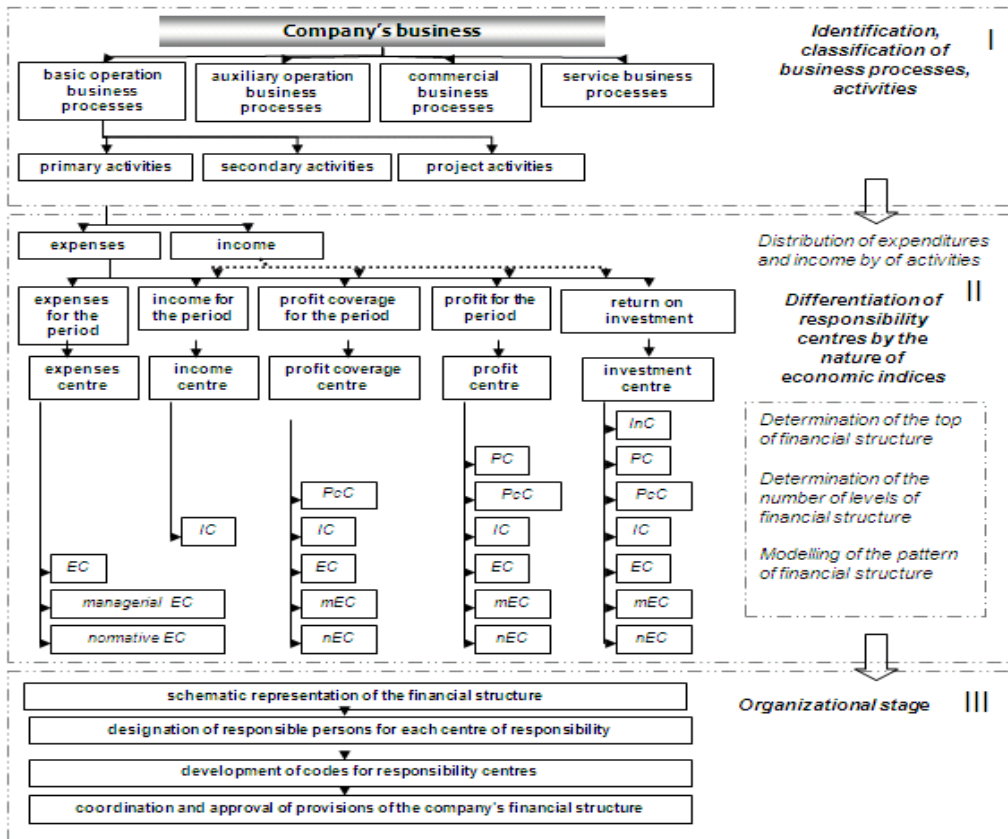 Company's business
Identification,
classification of
business processes,
activities
I
basic operation
business
processes
auxiliary operation
business
processes
commercial
business
processes
service business
processes
primary activities
secondary activities
project activities
expenses
income
Distribution of expenditures
and income by of activities
II
Differentiation of
responsibility
centres by the
nature of
economic indices
expenses
for the
period
income for
the period
profit coverage
for the period
profit for the
period
return on
investment
expenses
centre
income
centre
profit coverage
centre
profit
centre
investment
centre
EC
managerial EC
normative EC
IC
PcC
IC
EC
mEC
nEC
PC
PcC
IC
EC
mEC
nEC
InC
PC
PcC
IC
EC
mEC
nEC
Determination of the top
of financial structure
Determination of the
number of levels of
financial structure
Modelling of the pattern
of financial structure
schematic representation of the financial structure
designation of responsible persons for each centre of responsibility
development of codes for responsibility centres
coordination and approval of provisions of the company's financial structure
Organizational stage
III